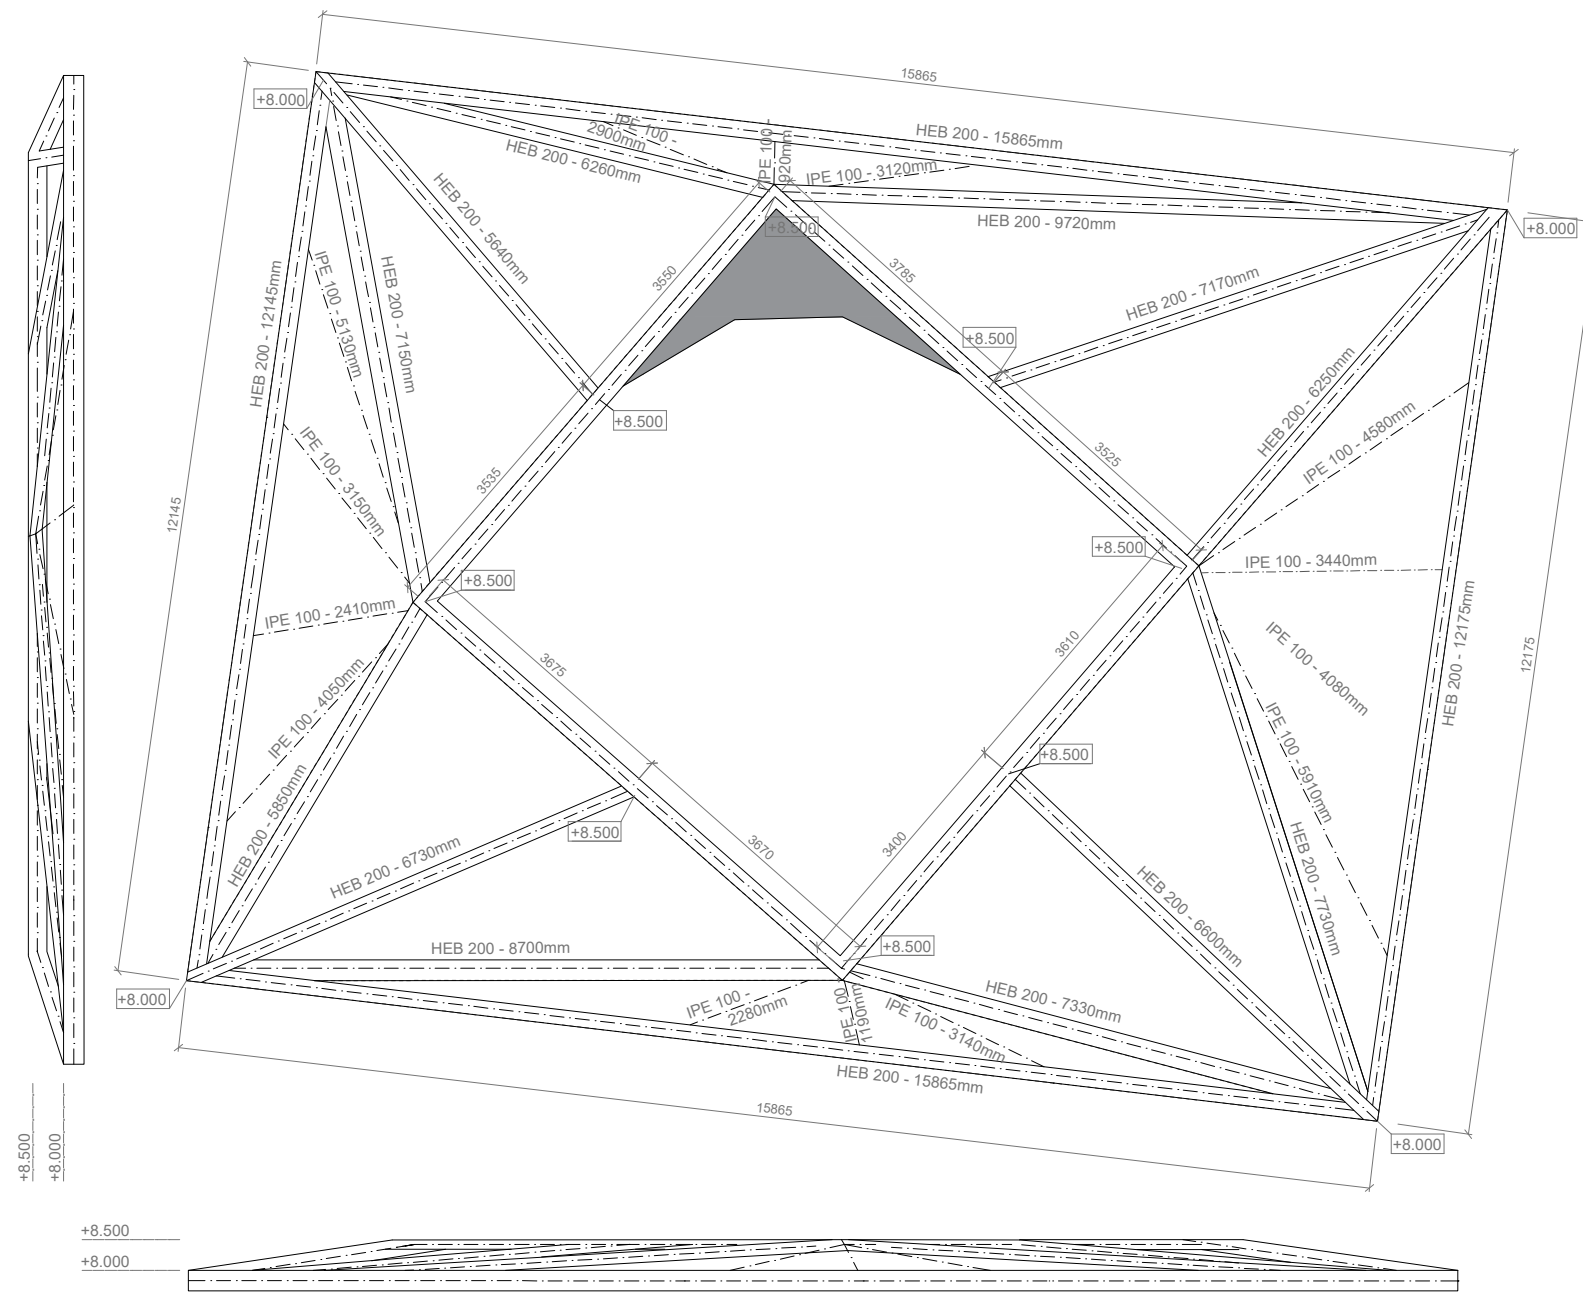 15865
+8.000
HEB 200 - 15865mm
IPE 100 -
2900mm
IPE 100 -
920mm
HEB 200 - 6260mm
IPE 100 - 3120mm
HEB 200 - 9720mm
+8.500
+8.000
HEB 200 - 5640mm
3550
3785
HEB 200 - 7170mm
HEB 200 - 12145mm
IPE 100 - 5130mm
HEB 200 - 7150mm
+8.500
+8.500
HEB 200 - 6250mm
IPE 100 - 4580mm
IPE 100 - 3150mm
3535
3525
12145
+8.500
+8.500
IPE 100 - 3440mm
IPE 100 - 2410mm
3675
3610
IPE 100 - 4080mm
HEB 200 - 12175mm
12175
IPE 100 - 4050mm
IPE 100 - 5910mm
+8.500
HEB 200 - 5850mm
+8.500
HEB 200 - 6730mm
3670
3400
HEB 200 - 6600mm
HEB 200 - 7730mm
HEB 200 - 8700mm
+8.500
+8.000
IPE 100 -
2280mm
IPE 100 -
1190mm
IPE 100 - 3140mm
HEB 200 - 7330mm
HEB 200 - 15865mm
15865
+8.000
+8.500
+8.000
+8.500
+8.000